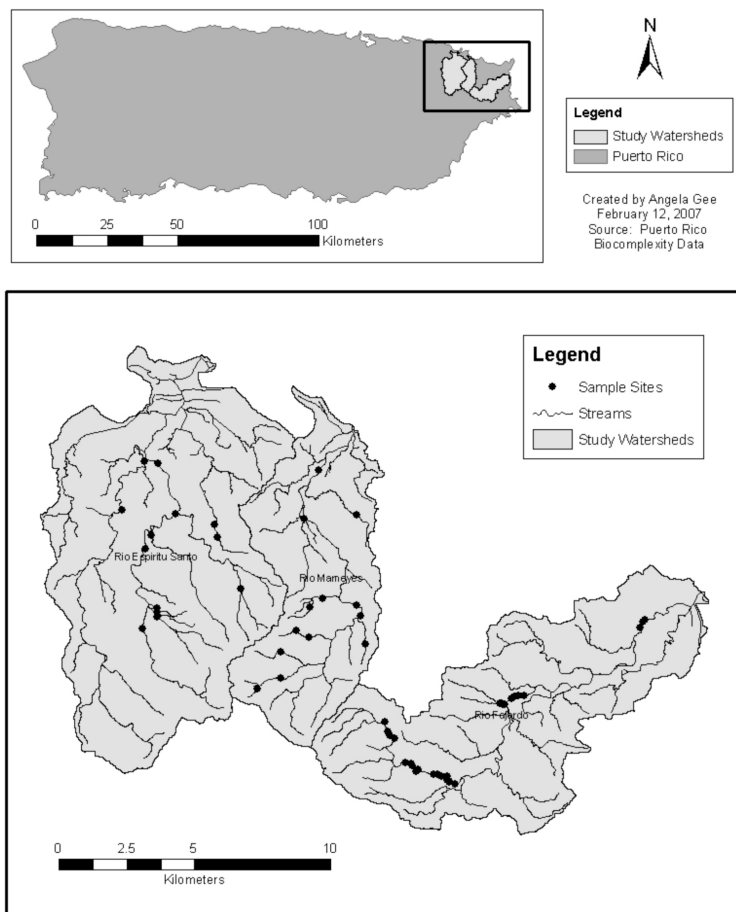 N
Legend
Study Watersheds
Puerto Rico
Created by Angela Gee
February 12, 2007
Source: Puerto Rico
Biocomplexity Data
0 25 50 100
Kilometers
Legend
Sample Sites
Streams
Study Watersheds
Rio Espiritu Santo
Rio Mameyes
Rio Fajardo
0 2.5 5 10
Kilometers